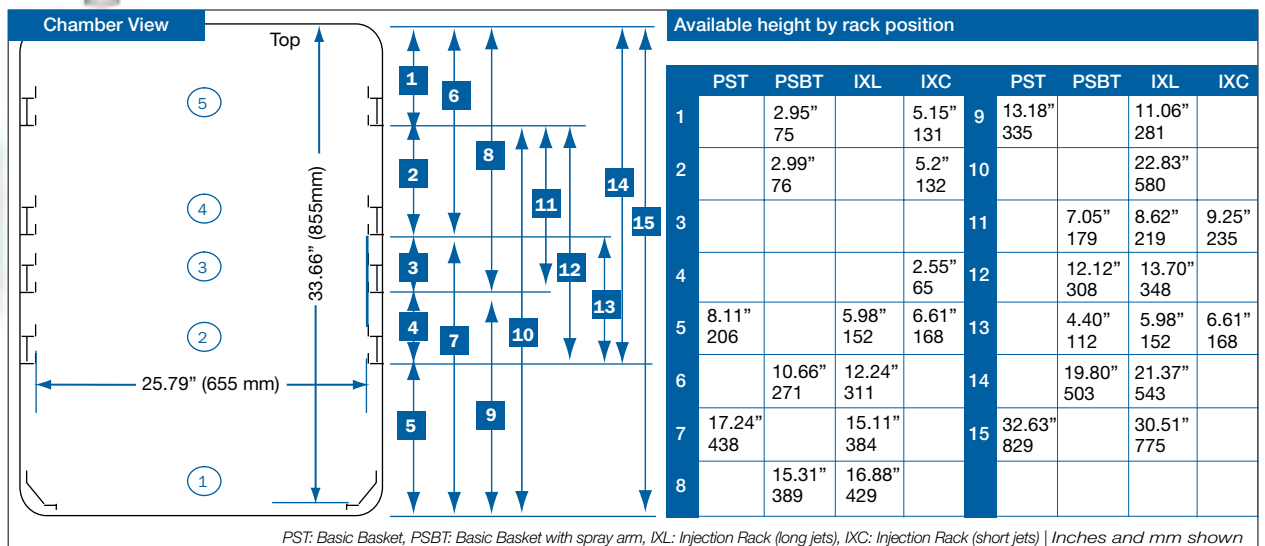 Chamber View
Top
5
4
3
2
1
33.66” (855mm)
25.79” (655 mm)
1
2
3
4
5
6
7
8
9
10
11
12
13
14
15
Available height by rack position
PST PSBT IXL IXC PST PSBT IXL IXC
1 2.95” 5.15” 9 13.18” 11.06”
75 131 335 281
2 2.99” 5.2” 10 22.83”
76 132 580
3 11 7.05” 8.62” 9.25”
179 219 235
4 2.55” 12 12.12” 13.70”
65 308 348
5 8.11” 5.98” 6.61” 13 4.40” 5.98” 6.61”
206 152 168 112 152 168
6 10.66” 12.24” 14 19.80” 21.37”
271 311 503 543
7 17.24” 15.11” 15 32.63” 30.51”
438 384 829 775
8 15.31” 16.88”
389 429
PST: Basic Basket, PSBT: Basic Basket with spray arm, IXL: Injection Rack (long jets), IXC: Injection Rack (short jets) | Inches and mm shown